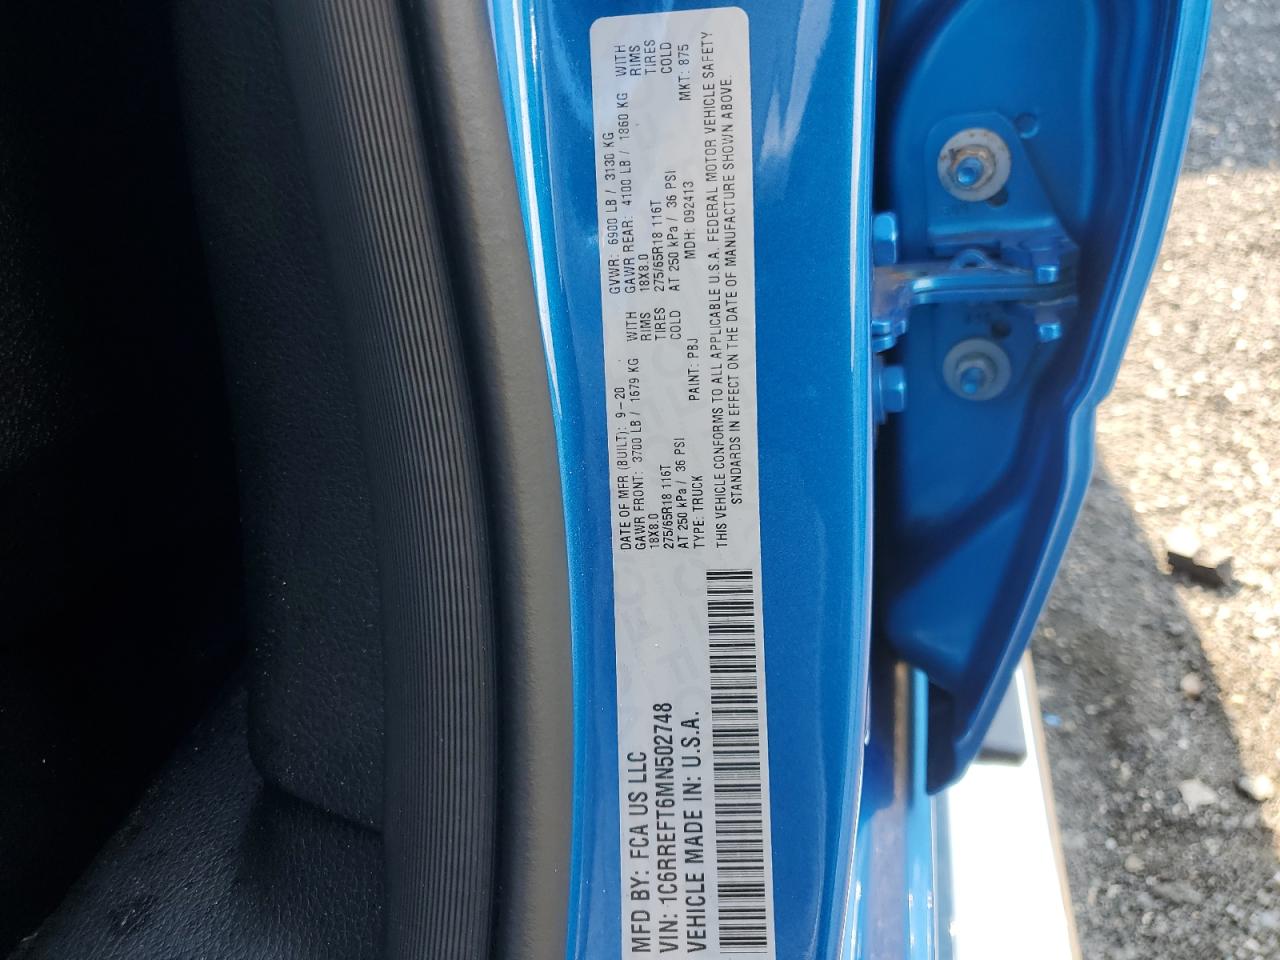 MFD BY: FCA US LLC
VIN: 1C6RREFT6MN502748
VEHICLE MADE IN: U.S.A.
DATE OF MFR (BUILT): 9-20 GVWR: 6900 LB / 3130 KG
GAWR FRONT: 3700 LB / 1679 KG WITH GAWR REAR: 4100 LB / 1860 KG WITH
18X8.0 RIMS 18X8.0 RIMS
275/65R18 116T TIRES 275/65R18 116T TIRES
AT 250 kPa / 36 PSI COLD AT 250 kPa / 36 PSI COLD
TYPE: TRUCK PAINT: PBJ MDH: 092413 MKT: 875
THIS VEHICLE CONFORMS TO ALL APPLICABLE U.S.A. FEDERAL MOTOR VEHICLE SAFETY
STANDARDS IN EFFECT ON THE DATE OF MANUFACTURE SHOWN ABOVE.